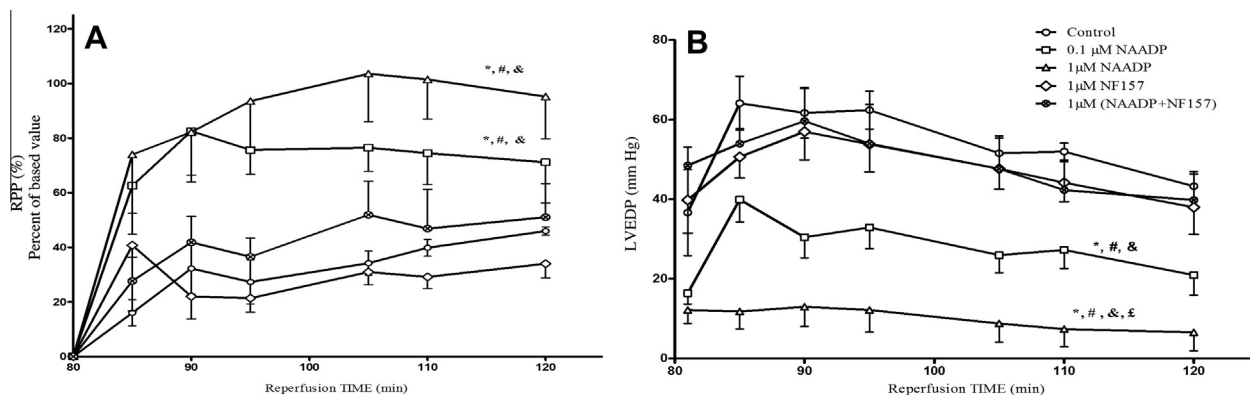 A
*, #, &
*, #, &
RPP (%)
Percent of based value
100
80
60
40
20
0
80
90
100
110
120
Reperfusion TIME (min)
B
Control
0.1 μM NAADP
1μM NAADP
1μM NF157
1μM (NAADP+NF157)
*, #, &
*, # , &, £
LVEDP (mm Hg)
80
60
40
20
0
80
90
100
110
120
Reperfusion TIME (min)